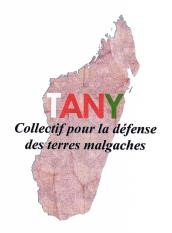 TANY
Collectif pour la défense
des terres malgaches